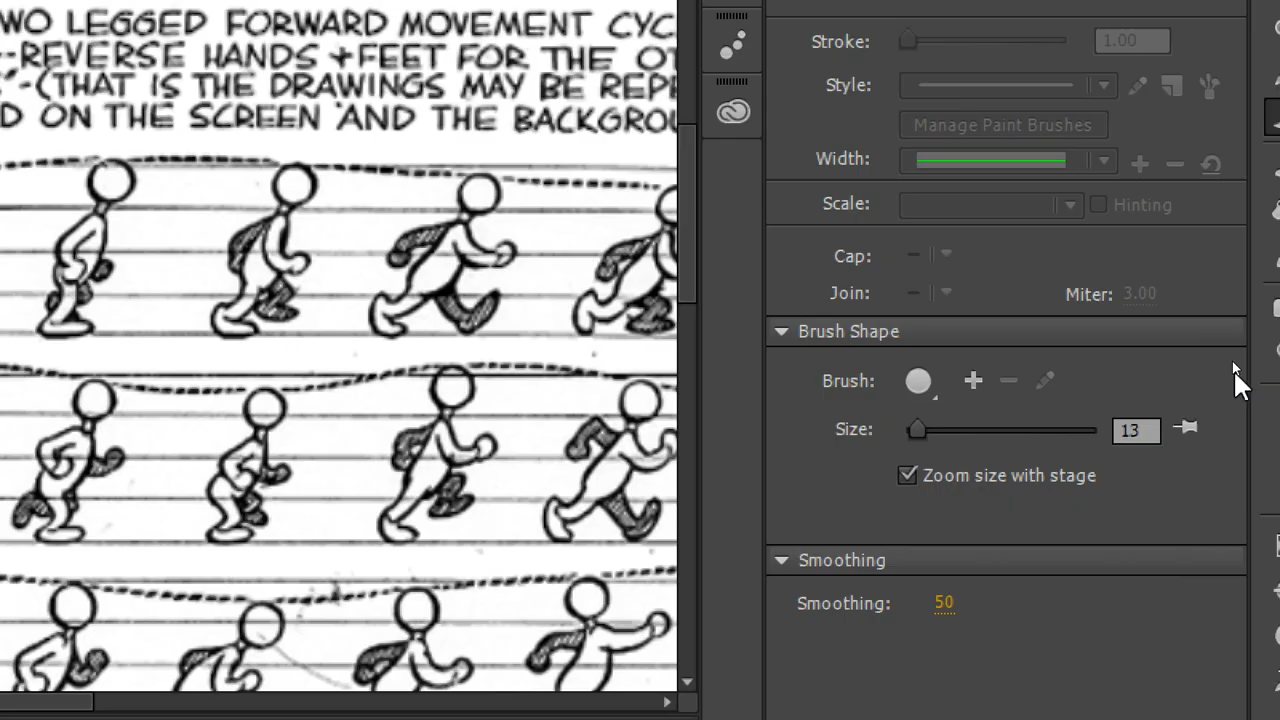 WO LEGGED FORWARD MOVEMENT CYC
-REVERSE HANDS + FEET FOR THE OT
-(THAT IS THE DRAWINGS MAY BE REP
D ON THE SCREEN AND THE BACKGROU
Stroke: 1.00
Style:
Manage Paint Brushes
Width:
Scale: Hinting
Cap:
Join: Miter: 3.00
Brush Shape
Brush:
Size: 13
Zoom size with stage
Smoothing
Smoothing: 50